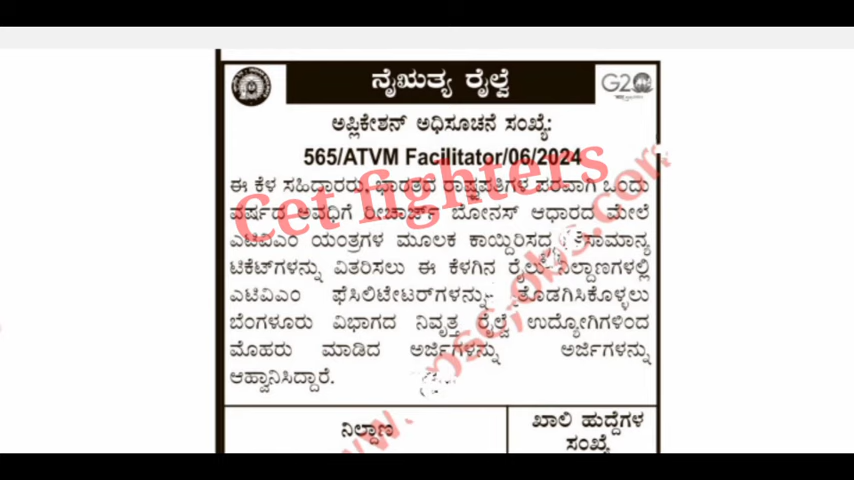 ನೈಋತ್ಯ ರೈಲ್ವೆ
G20
ಅಪ್ಲಿಕೇಶನ್ ಅಧಿಸೂಚನೆ ಸಂಖ್ಯೆ:
565/ATVM Facilitator/06/2024
ಈ ಕೆಳ ಸಹಿದಾರರು, ಭಾರತದ ರಾಷ್ಟ್ರಪತಿಗಳ ಪರವಾಗಿ ಒಂದು
ವರ್ಷದ ಅವಧಿಗೆ ರೀಚಾರ್ಜ್ ಬೋನಸ್ ಆಧಾರದ ಮೇಲೆ
ಎಟಿವಿಎಂ ಯಂತ್ರಗಳ ಮೂಲಕ ಕಾಯ್ದಿರಿಸದ ಸಾಮಾನ್ಯ
ಟಿಕೆಟ್‌ಗಳನ್ನು ವಿತರಿಸಲು ಈ ಕೆಳಗಿನ ರೈಲು ನಿಲ್ದಾಣಗಳಲ್ಲಿ
ಎಟಿವಿಎಂ ಫೆಸಿಲಿಟೇಟರ್‌ಗಳನ್ನು ತೊಡಗಿಸಿಕೊಳ್ಳಲು
ಬೆಂಗಳೂರು ವಿಭಾಗದ ನಿವೃತ್ತ ರೈಲ್ವೆ ಉದ್ಯೋಗಿಗಳಿಂದ
ಮೊಹರು ಮಾಡಿದ ಅರ್ಜಿಗಳನ್ನು ಅರ್ಜಿಗಳನ್ನು
ಆಹ್ವಾನಿಸಿದ್ದಾರೆ.
ನಿಲ್ದಾಣ
ಖಾಲಿ ಹುದ್ದೆಗಳ
ಸಂಖ್ಯೆ
Cet fighters